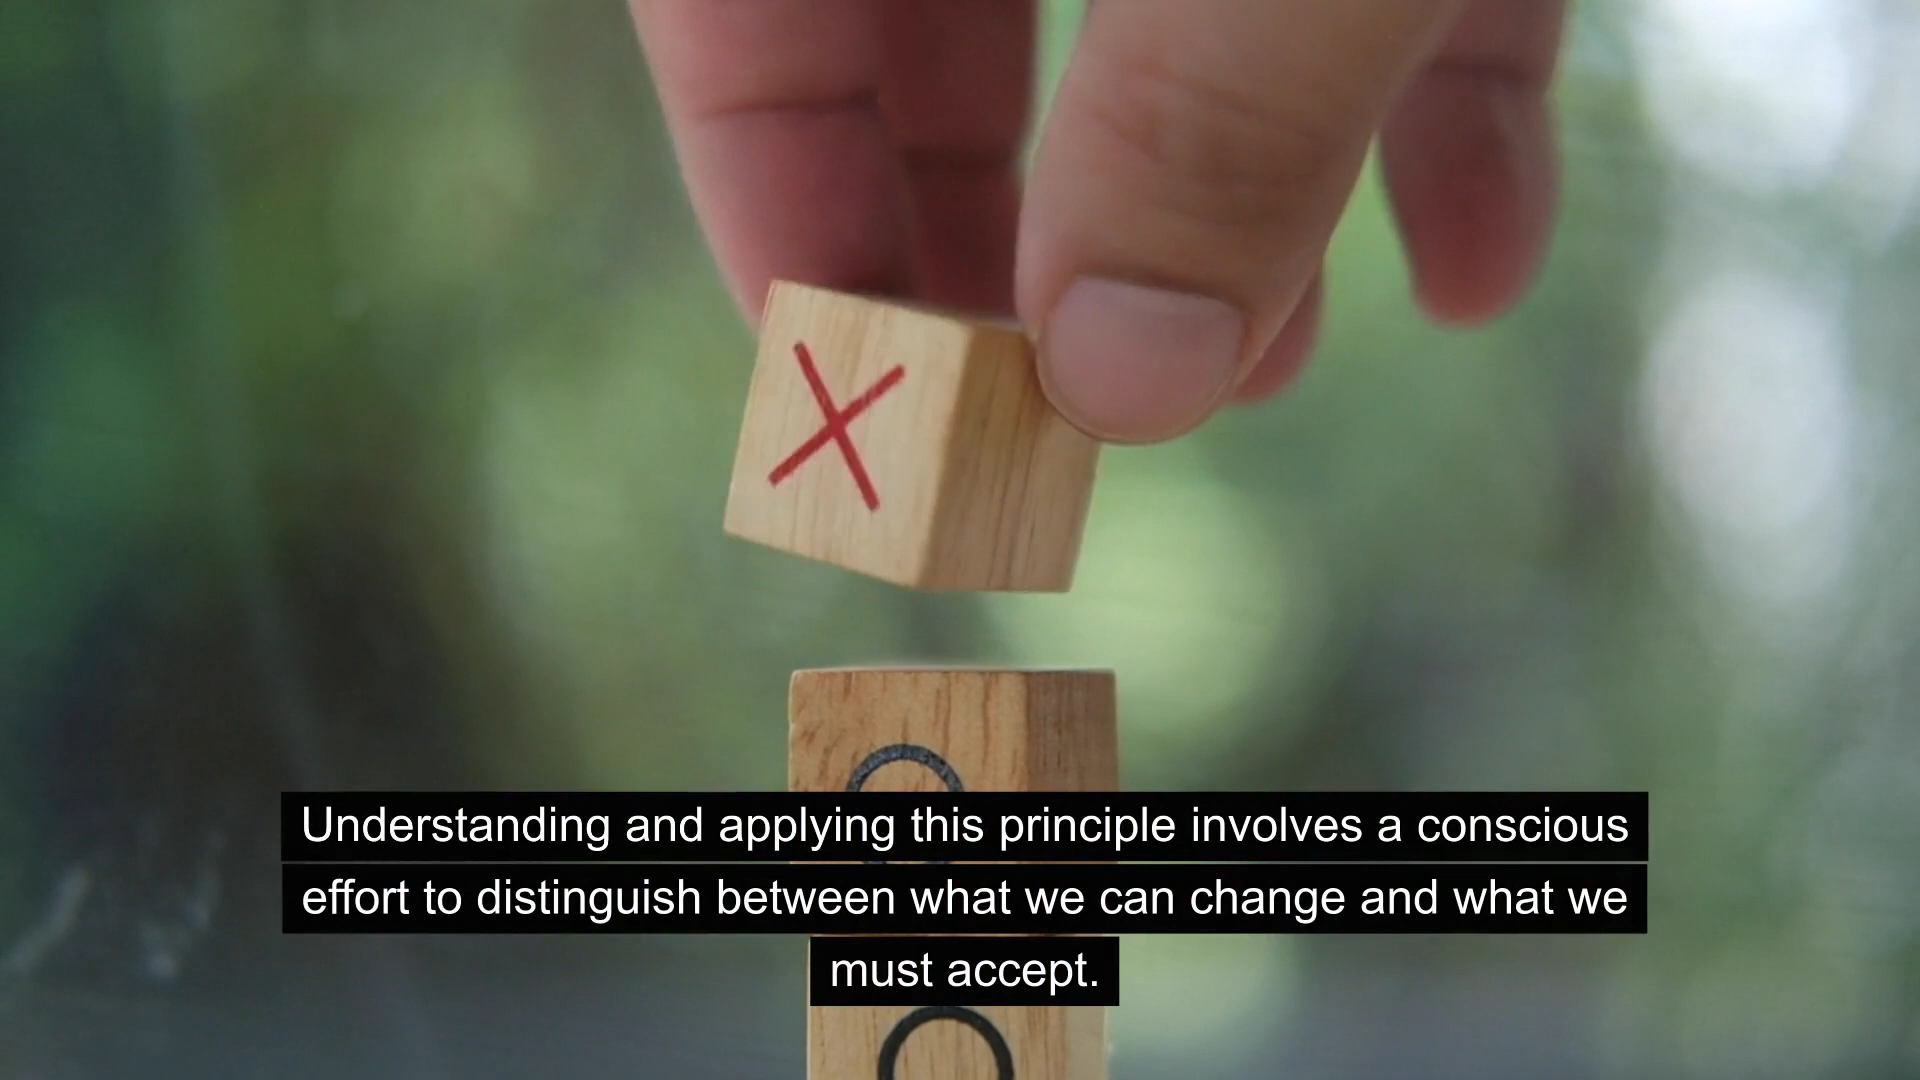 X
Understanding and applying this principle involves a conscious
effort to distinguish between what we can change and what we
must accept.